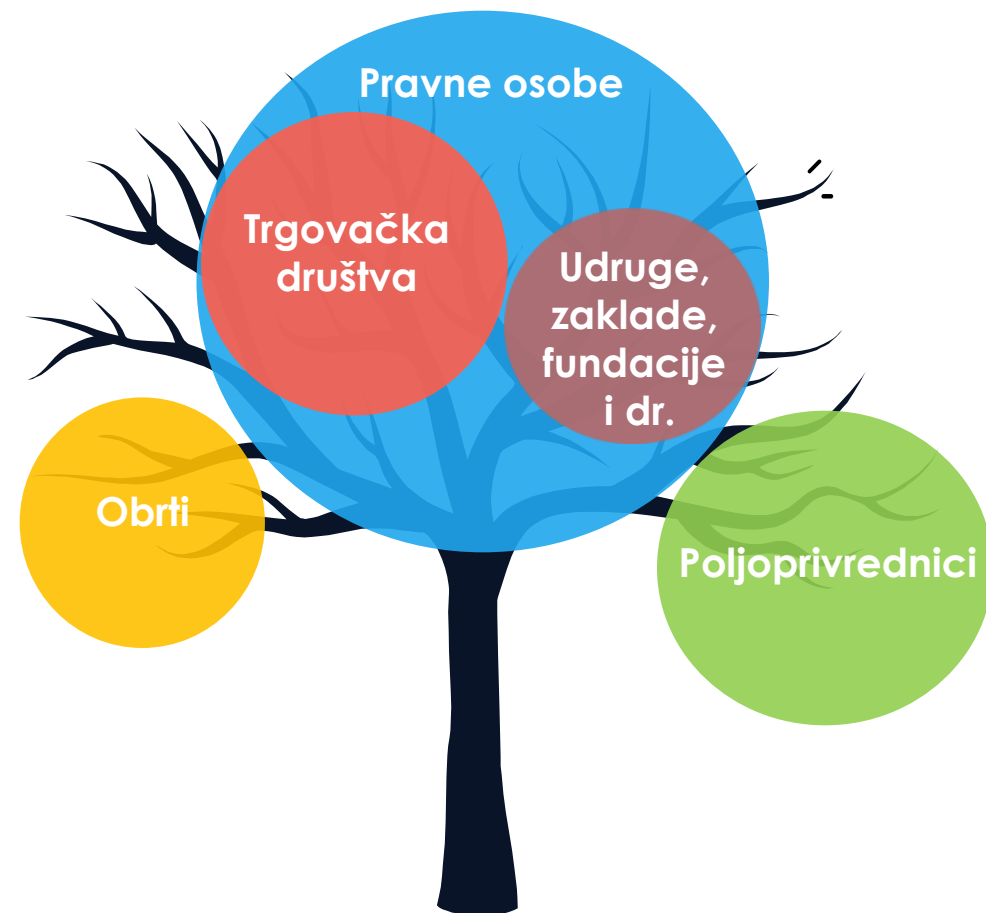 Pravne osobe
Trgovačka
društva
Udruge,
zaklade,
fundacije
i dr.
Obrti
Poljoprivrednici